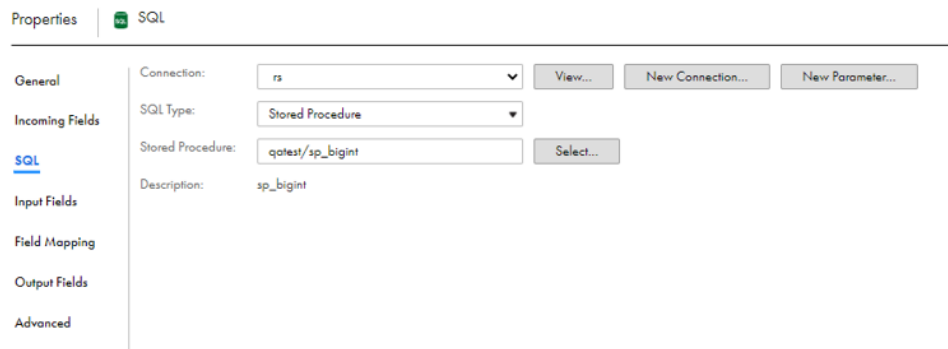 Properties SQL SQL
General
Incoming Fields
SQL
Input Fields
Field Mapping
Output Fields
Advanced
Connection: rs View... New Connection... New Parameter...
SQL Type: Stored Procedure
Stored Procedure: qatest/sp_bigint Select...
Description: sp_bigint